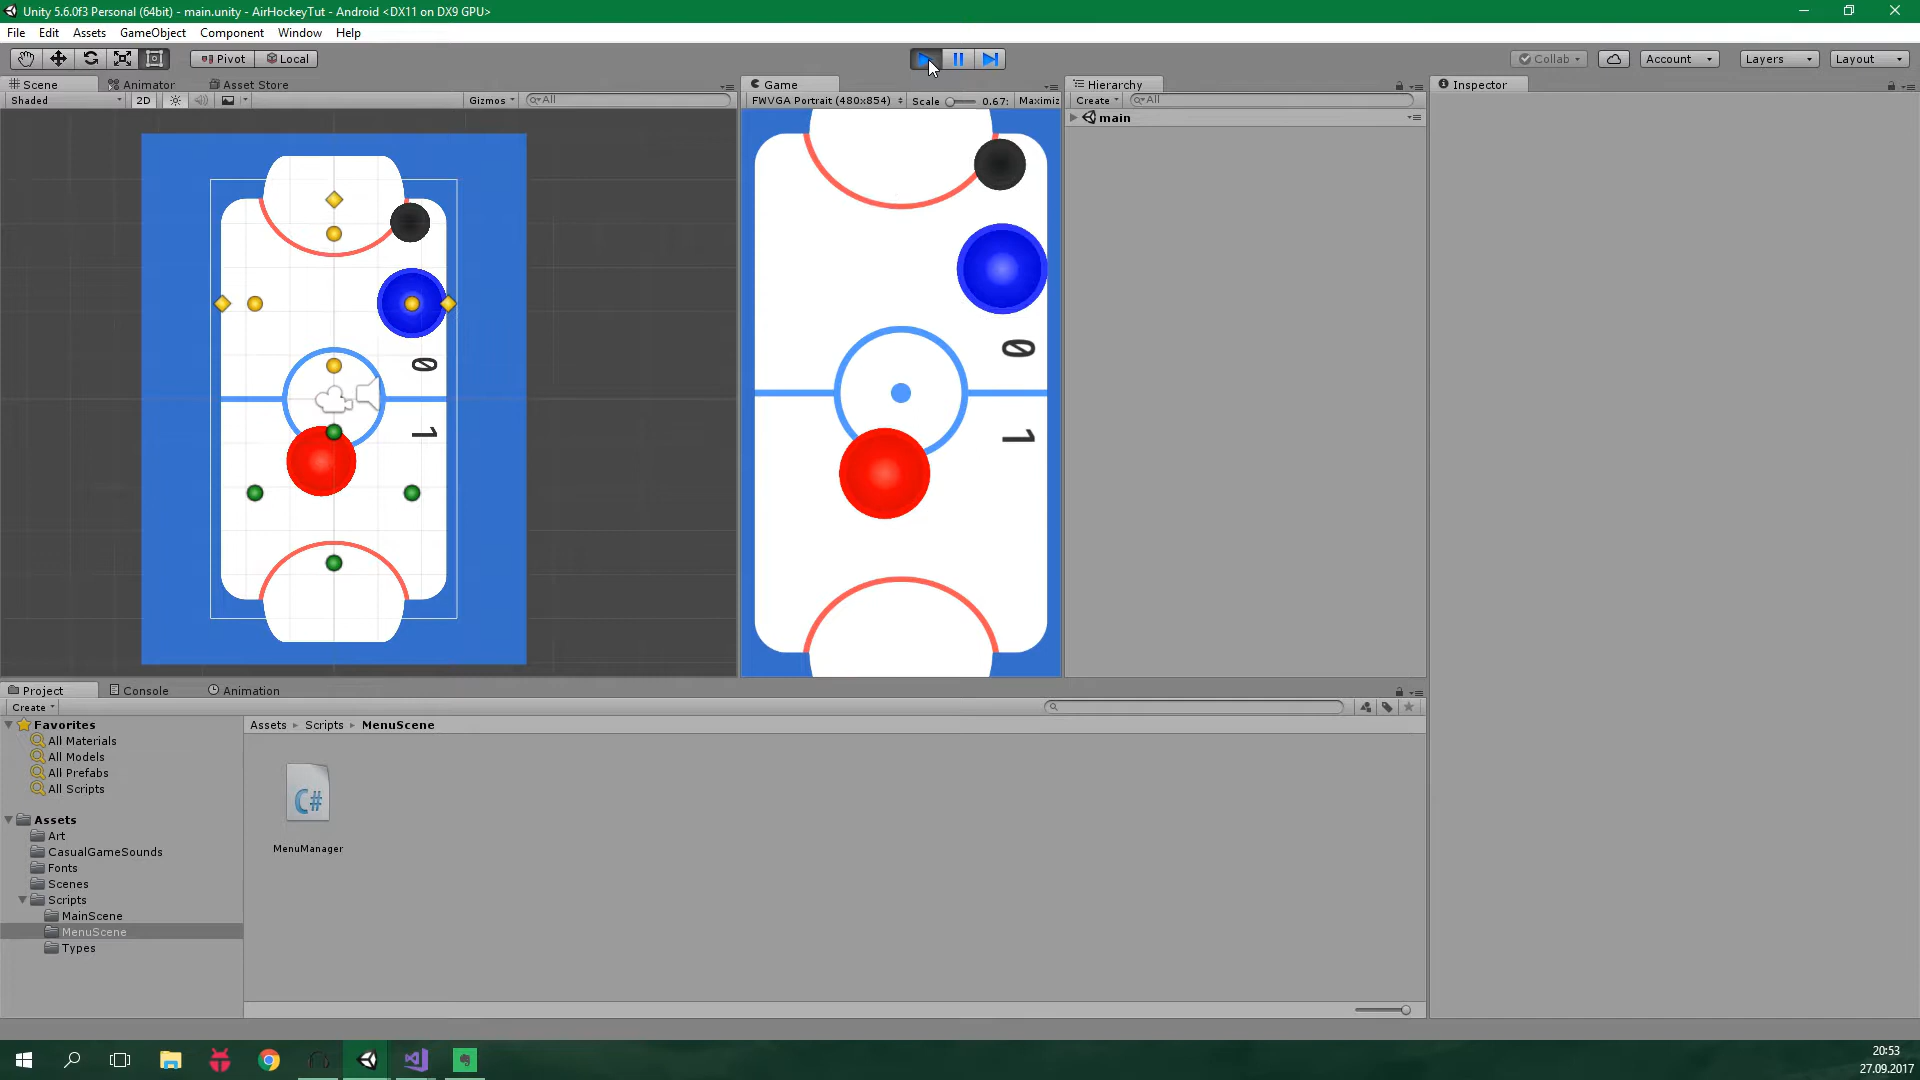 Unity 5.6.0f3 Personal (64bit) - main.unity - AirHockeyTut - Android <DX11 on DX9 GPU>
File Edit Assets GameObject Component Window Help
Pivot Local Collab Account Layers Layout
Scene Animator Asset Store Game Hierarchy Inspector
Shaded 2D Gizmos All FWVGA Portrait (480x854) Scale 0.67: Maximiz Create All
main
0
1
0
1
Project Console Animation
Create
Favorites
All Materials
All Models
All Prefabs
All Scripts
Assets
Art
CasualGameSounds
Fonts
Scenes
Scripts
MainScene
MenuScene
Types
Assets Scripts MenuScene
C#
MenuManager
20:53
27.09.2017